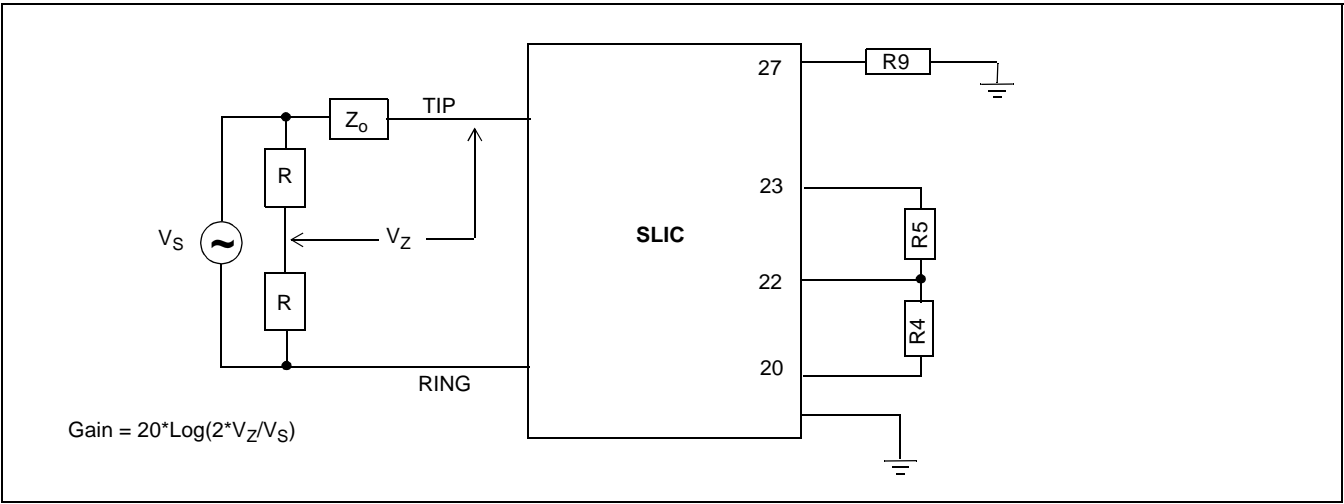 27
R9
TIP
Zo
R
23
VS
~
VZ
SLIC
R5
22
R
R4
20
RING
Gain = 20*Log(2*VZ/VS)